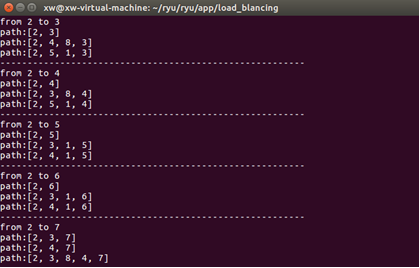 xw@xw-virtual-machine: ~/ryu/ryu/app/load_blancing
from 2 to 3
path:[2, 3]
path:[2, 4, 8, 3]
path:[2, 5, 1, 3]
--------------------------------------------------------
from 2 to 4
path:[2, 4]
path:[2, 3, 8, 4]
path:[2, 5, 1, 4]
--------------------------------------------------------
from 2 to 5
path:[2, 5]
path:[2, 3, 1, 5]
path:[2, 4, 1, 5]
--------------------------------------------------------
from 2 to 6
path:[2, 6]
path:[2, 3, 1, 6]
path:[2, 4, 1, 6]
--------------------------------------------------------
from 2 to 7
path:[2, 3, 7]
path:[2, 4, 7]
path:[2, 3, 8, 4, 7]